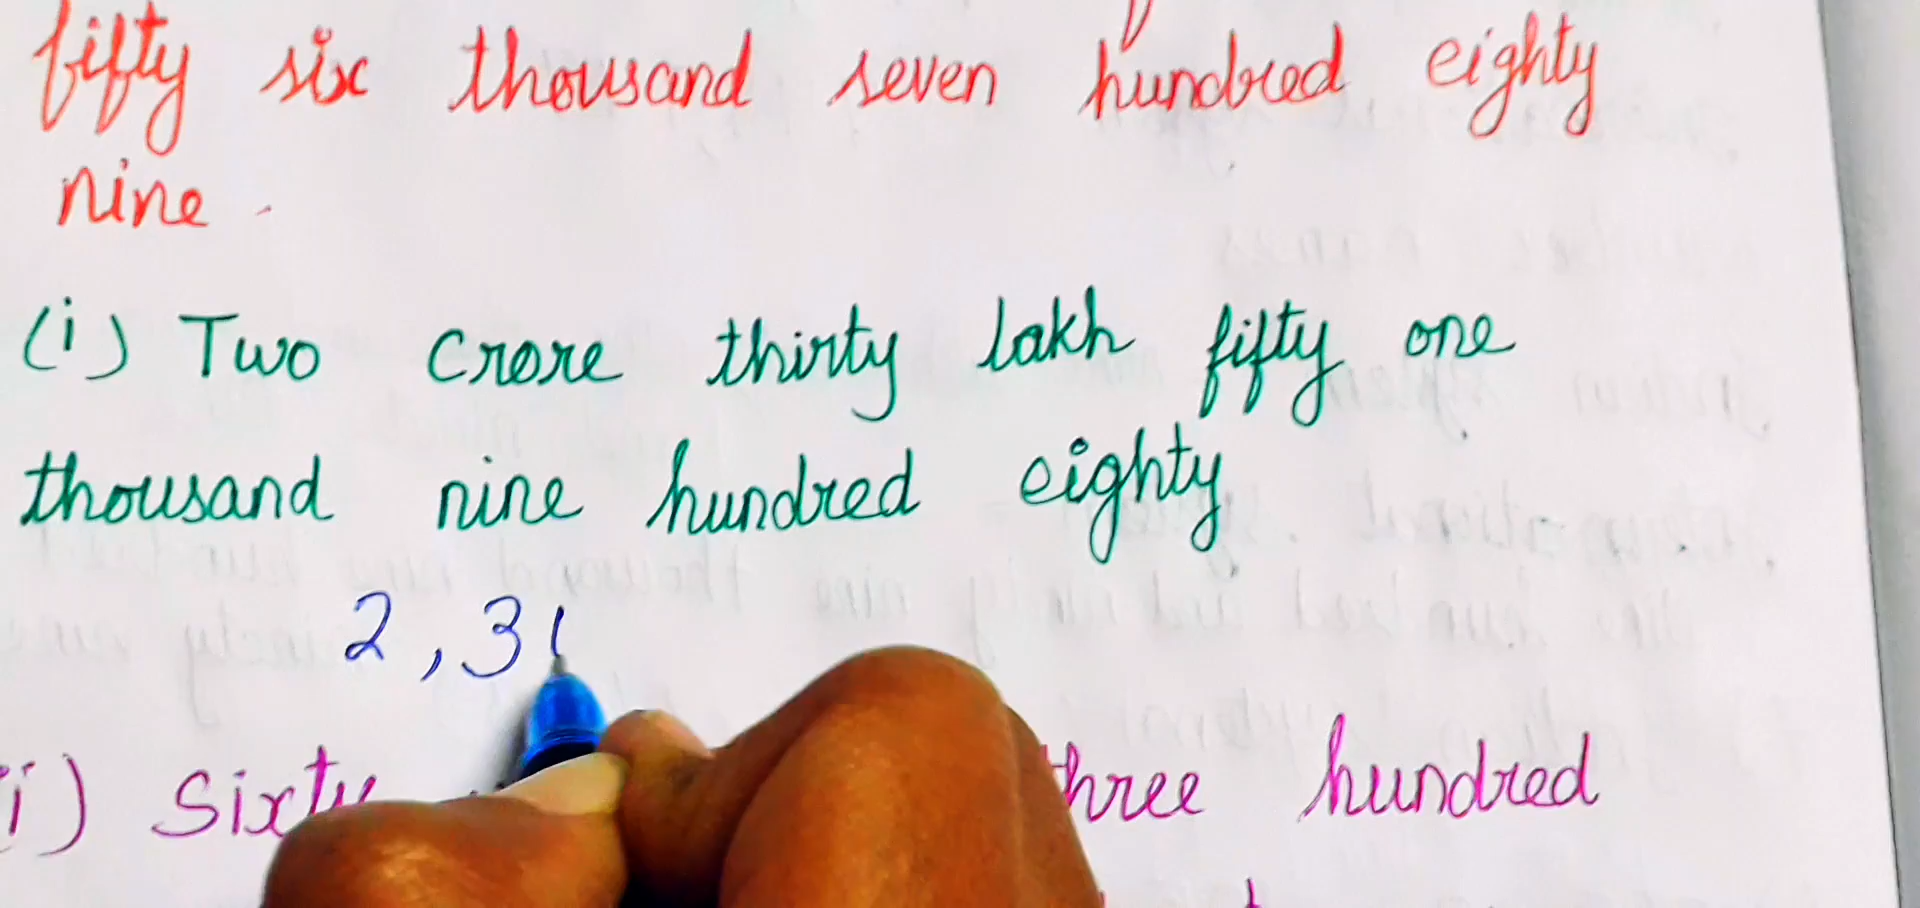 fifty six thousand seven hundred eighty
nine.
(i) Two crore thirty lakh fifty one
thousand nine hundred eighty
2,3
i) Sixty three hundred